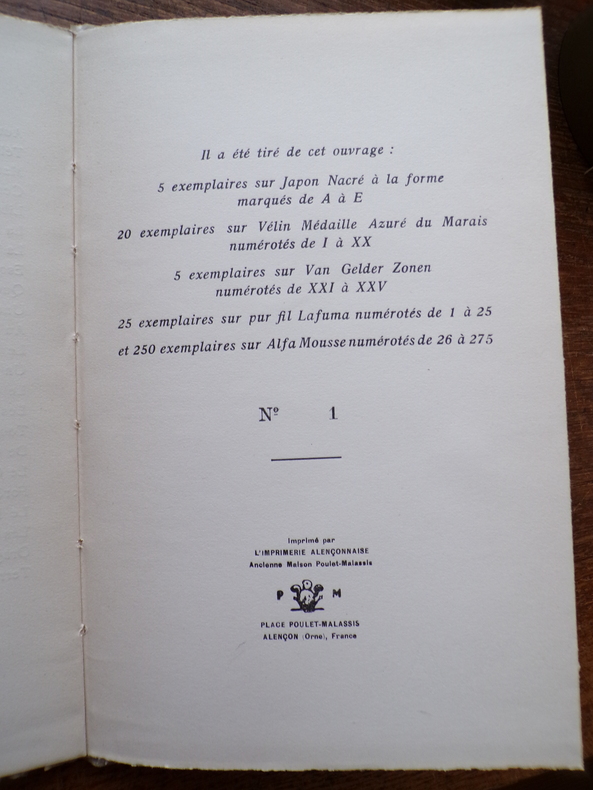 Il a été tiré de cet ouvrage :
5 exemplaires sur Japon Nacré à la forme
marqués de A à E
20 exemplaires sur Vélin Médaille Azuré du Marais
numérotés de I à XX
5 exemplaires sur Van Gelder Zonen
numérotés de XXI à XXV
25 exemplaires sur pur fil Lafuma numérotés de 1 à 25
et 250 exemplaires sur Alfa Mousse numérotés de 26 à 275
Nº 1
Imprimé par
L'IMPRIMERIE ALENÇONNAISE
Ancienne Maison Poulet-Malassis
P M
PLACE POULET-MALASSIS
ALENÇON (Orne), France